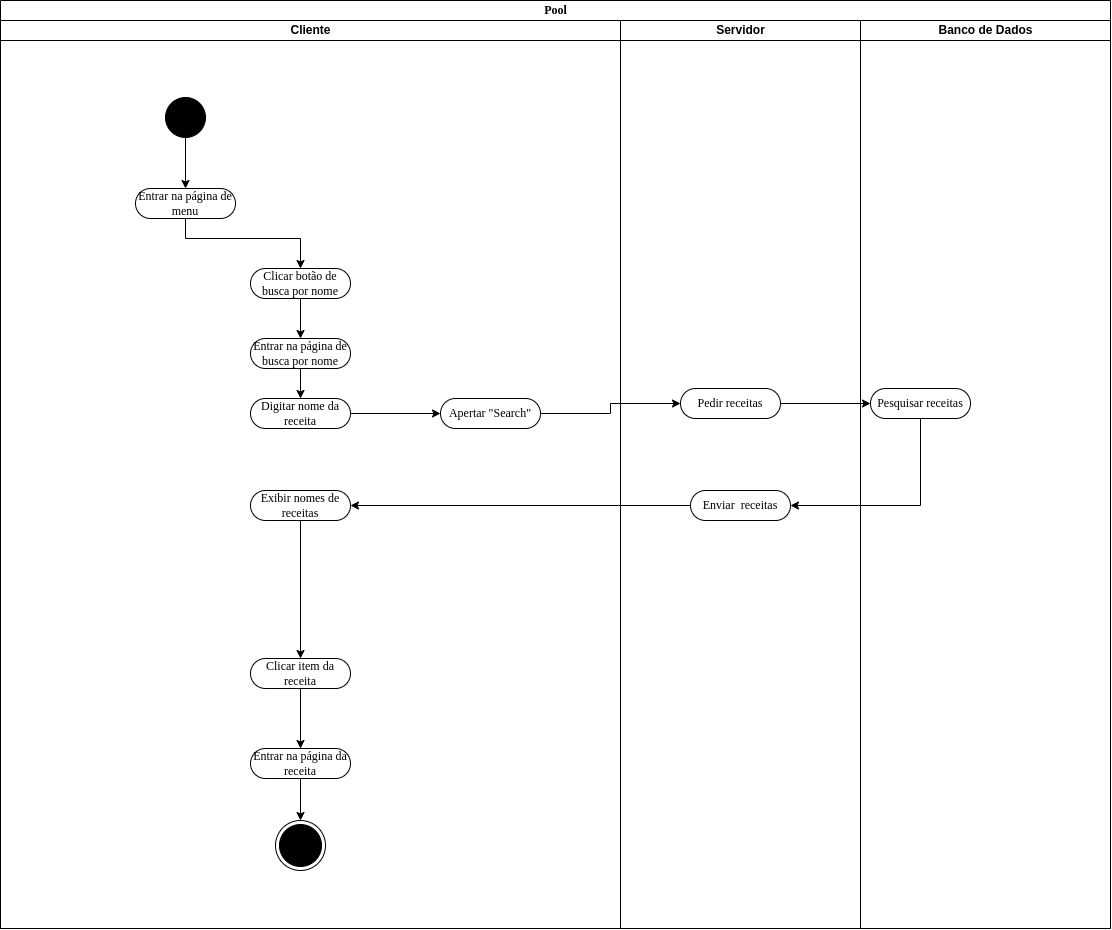 Pool
Cliente
Servidor
Banco de Dados
Entrar na página de
menu
Clicar botão de
busca por nome
Entrar na página de
busca por nome
Digitar nome da
receita
Apertar "Search"
Pedir receitas
Pesquisar receitas
Exibir nomes de
receitas
Enviar  receitas
Clicar item da
receita
Entrar na página da
receita